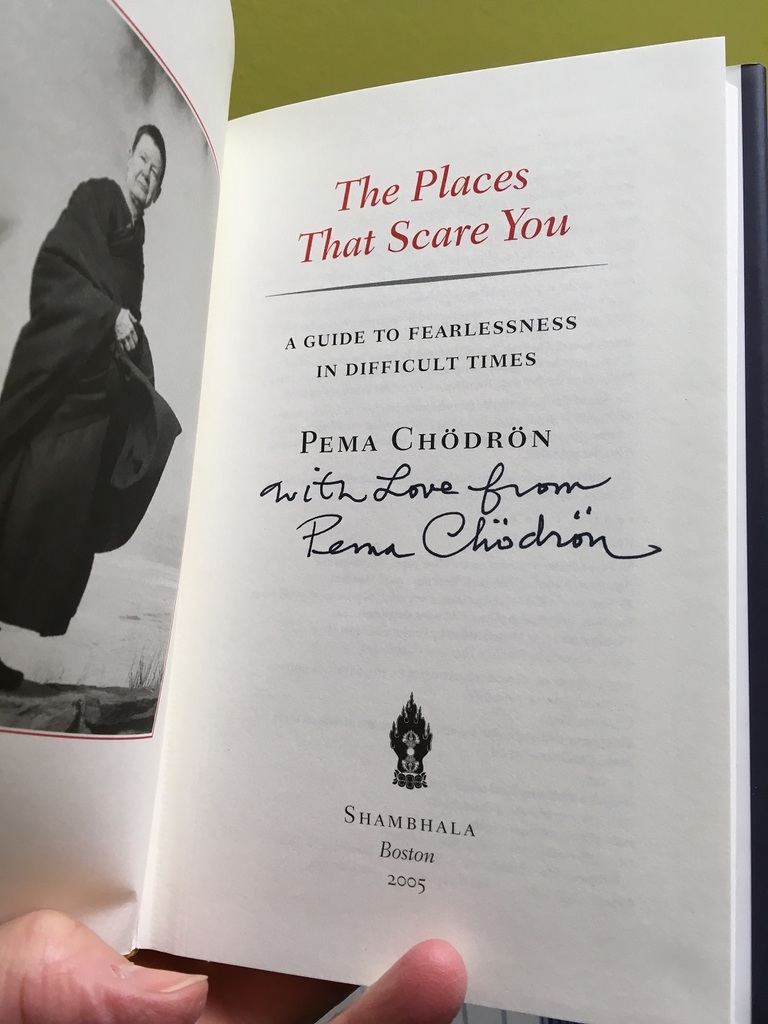 The Places
That Scare You
A GUIDE TO FEARLESSNESS
IN DIFFICULT TIMES
PEMA CHÖDRÖN
with Love from
Pema Chödrön
SHAMBHALA
Boston
2005